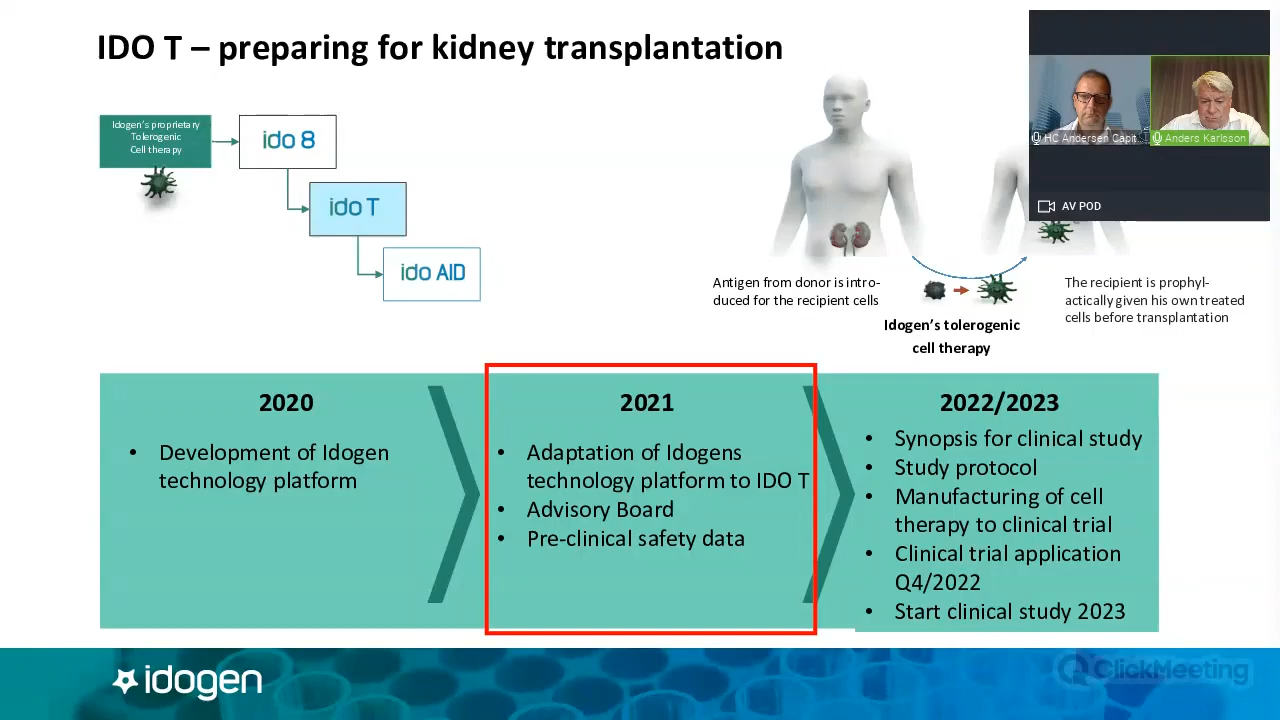 IDO T – preparing for kidney transplantation
Idogen's proprietary
Tolerogenic
Cell therapy
ido 8
ido T
ido AID
HC Andersen Capit
Anders Karlsson
AV POD
Antigen from donor is intro-
duced for the recipient cells
Idogen's tolerogenic
cell therapy
The recipient is prophyl-
actically given his own treated
cells before transplantation
2020
• Development of Idogen
technology platform
2021
• Adaptation of Idogens
technology platform to IDO T
• Advisory Board
• Pre-clinical safety data
2022/2023
• Synopsis for clinical study
• Study protocol
• Manufacturing of cell
therapy to clinical trial
• Clinical trial application
Q4/2022
• Start clinical study 2023
idogen
ClickMeeting